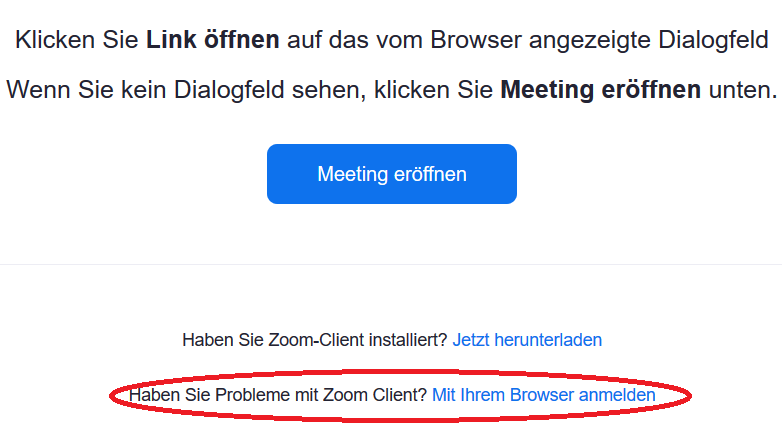 Klicken Sie Link öffnen auf das vom Browser angezeigte Dialogfeld
Wenn Sie kein Dialogfeld sehen, klicken Sie Meeting eröffnen unten.
Meeting eröffnen
Haben Sie Zoom-Client installiert? Jetzt herunterladen
Haben Sie Probleme mit Zoom Client? Mit Ihrem Browser anmelden